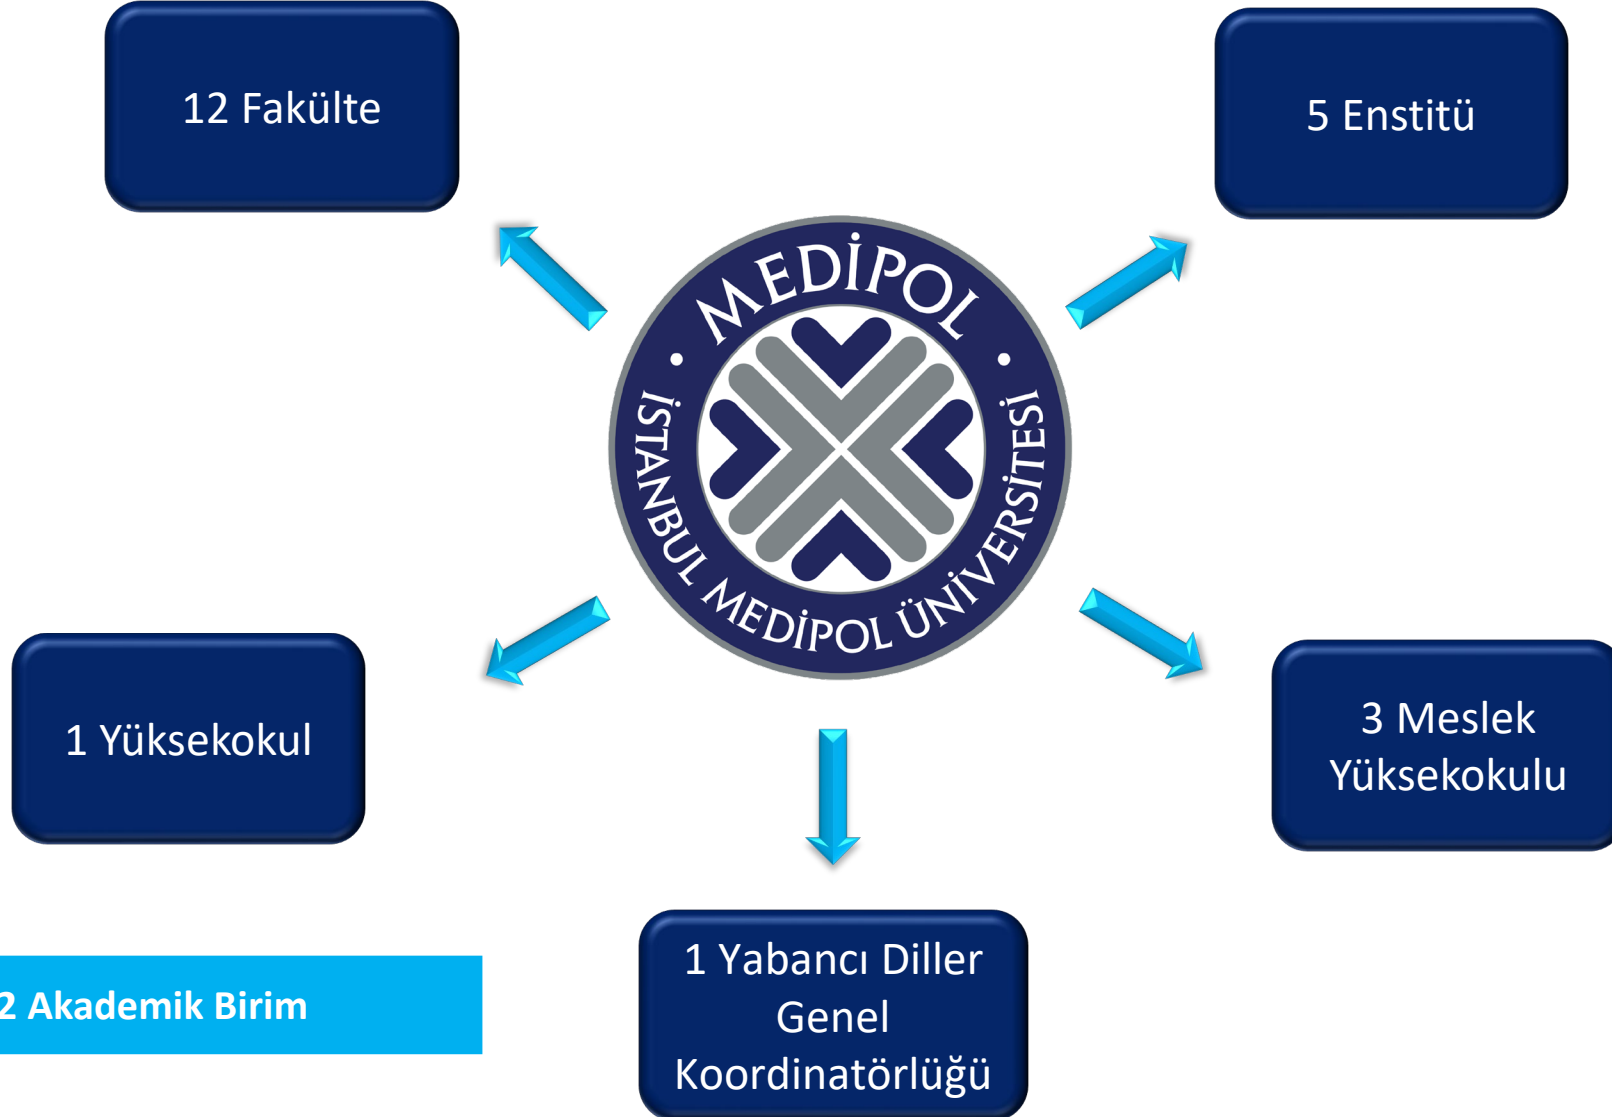 12 Fakülte
5 Enstitü
MEDİPOL
İSTANBUL MEDİPOL ÜNİVERSİTESİ
1 Yüksekokul
3 Meslek
Yüksekokulu
1 Yabancı Diller
Genel
Koordinatörlüğü
2 Akademik Birim